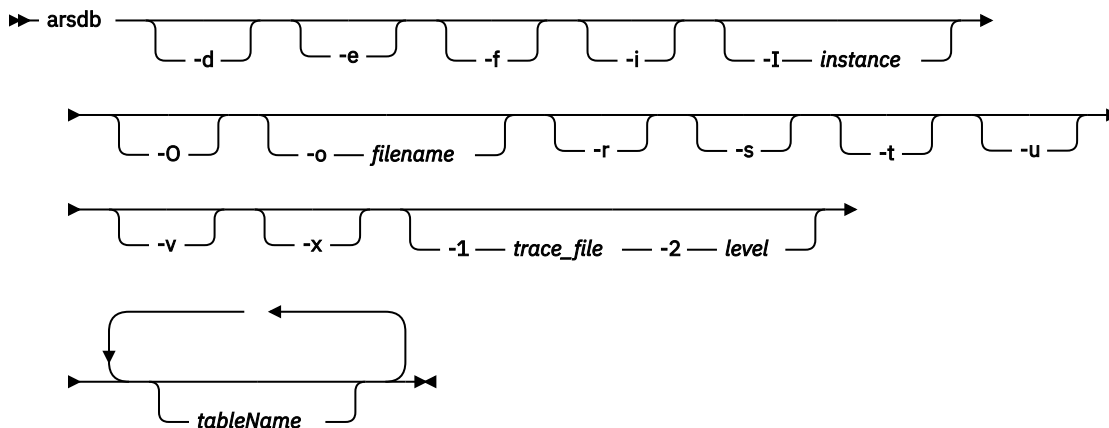 arsdb -d -e -f -i -I instance
-O -o filename -r -s -t -u
-v -x -1 trace_file -2 level
tableName